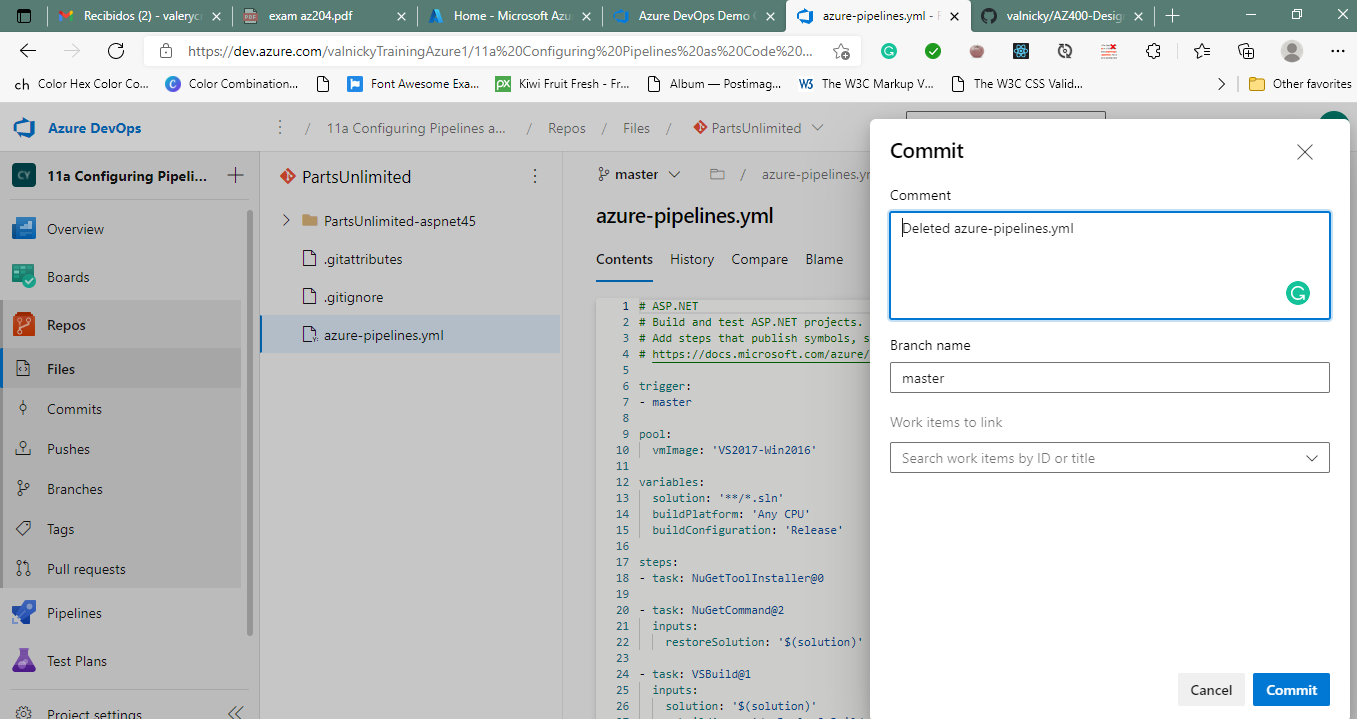 Recibidos (2) - valeryc
exam az204.pdf
Home - Microsoft Azu
Azure DevOps Demo G
azure-pipelines.yml - R
valnicky/AZ400-Design
https://dev.azure.com/valnickyTrainingAzure1/11a%20Configuring%20Pipelines%20as%20Code%20...
ch Color Hex Color Co...
C Color Combination...
Font Awesome Exa...
px Kiwi Fruit Fresh - Fr...
Album — Postimag...
W3 The W3C Markup V...
The W3C CSS Valid...
Other favorites
Azure DevOps
/ 11a Configuring Pipelines a... / Repos / Files / PartsUnlimited
CY 11a Configuring Pipeli...
Overview
Boards
Repos
Files
Commits
Pushes
Branches
Tags
Pull requests
Pipelines
Test Plans
Project settings
PartsUnlimited
PartsUnlimited-aspnet45
.gitattributes
.gitignore
azure-pipelines.yml
master / azure-pipelines.ym
azure-pipelines.yml
Contents History Compare Blame
1 # ASP.NET
2 # Build and test ASP.NET projects.
3 # Add steps that publish symbols, s
4 # https://docs.microsoft.com/azure/
5
6 trigger:
7 - master
8
9 pool:
10 vmImage: 'VS2017-Win2016'
11
12 variables:
13 solution: '**/*.sln'
14 buildPlatform: 'Any CPU'
15 buildConfiguration: 'Release'
16
17 steps:
18 - task: NuGetToolInstaller@0
19
20 - task: NuGetCommand@2
21 inputs:
22 restoreSolution: '$(solution)'
23
24 - task: VSBuild@1
25 inputs:
26 solution: '$(solution)'
Commit
Comment
Deleted azure-pipelines.yml
Branch name
master
Work items to link
Search work items by ID or title
Cancel
Commit